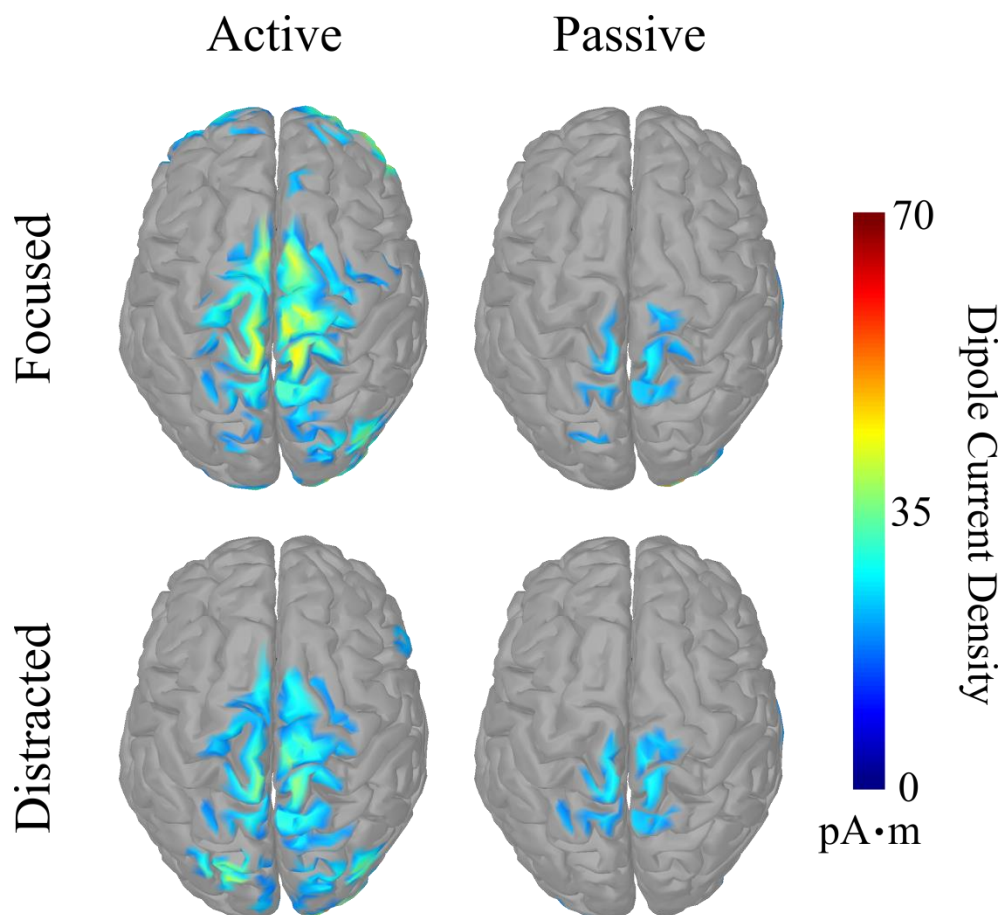 Active
Passive
Focused
Distracted
70
35
0
pA•m
Dipole Current Density